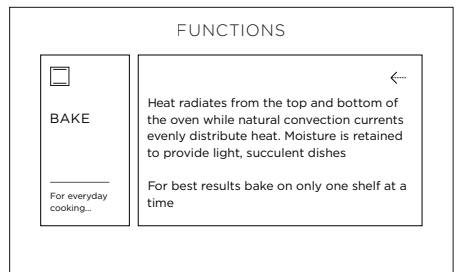 FUNCTIONS
BAKE
For everyday
cooking...
Heat radiates from the top and bottom of
the oven while natural convection currents
evenly distribute heat. Moisture is retained
to provide light, succulent dishes
For best results bake on only one shelf at a
time